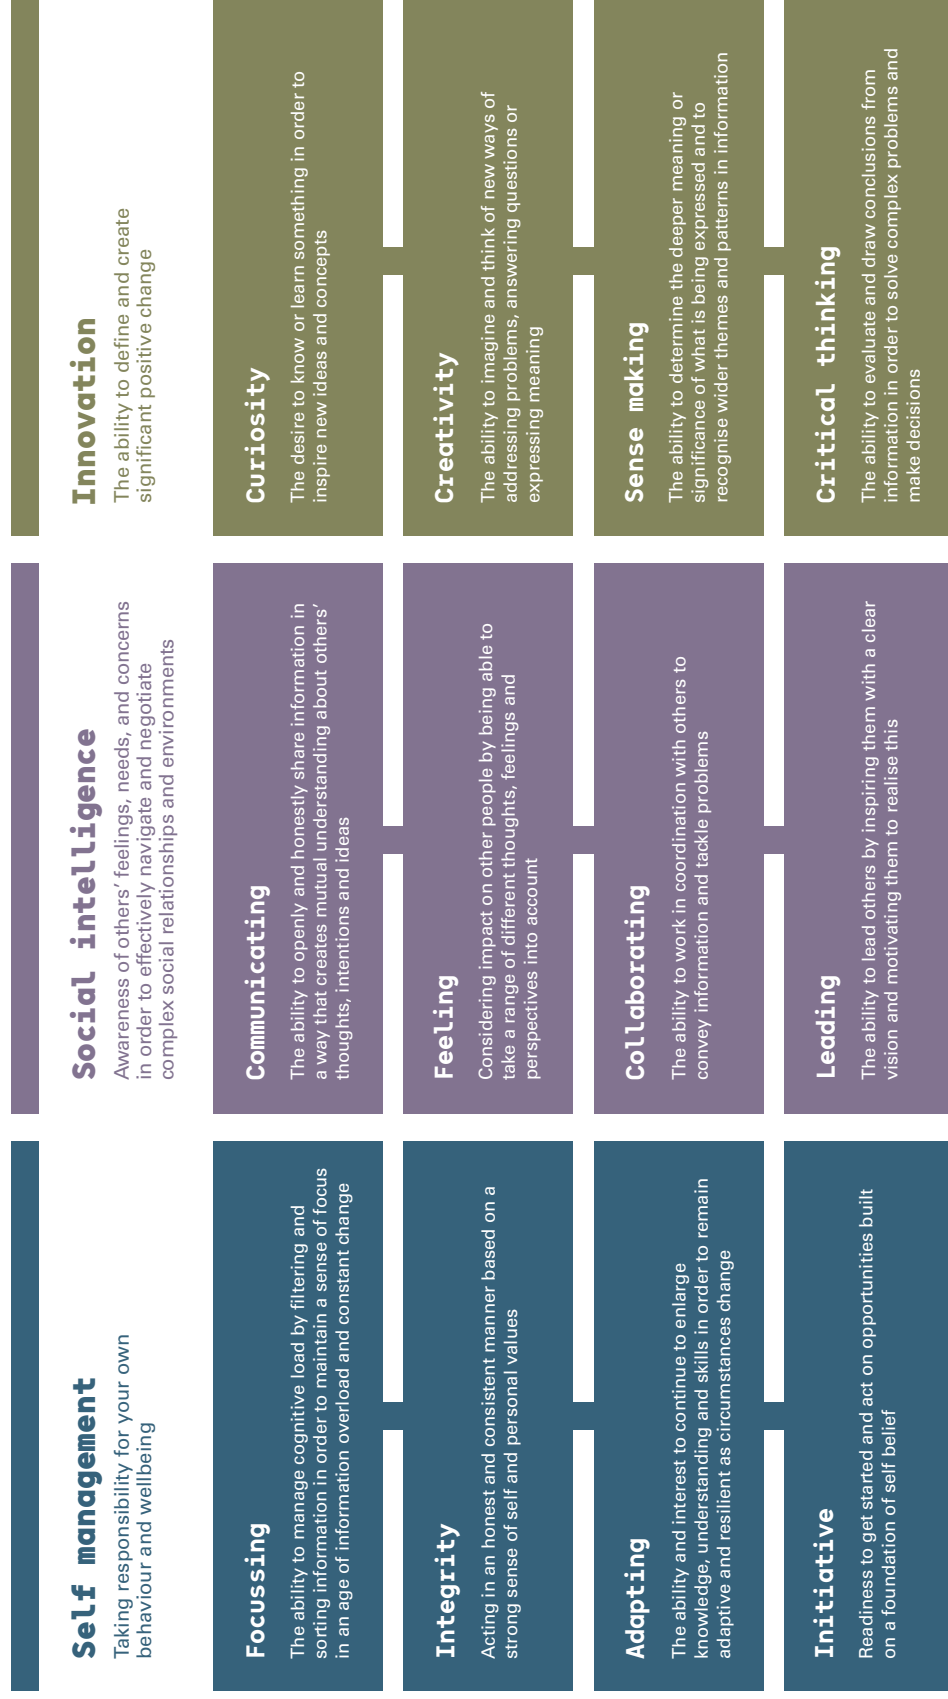 Self management
Taking responsibility for your own
behaviour and wellbeing
Focussing
The ability to manage cognitive load by filtering and
sorting information in order to maintain a sense of focus
in an age of information overload and constant change
Integrity
Acting in an honest and consistent manner based on a
strong sense of self and personal values
Adapting
The ability and interest to continue to enlarge
knowledge, understanding and skills in order to remain
adaptive and resilient as circumstances change
Initiative
Readiness to get started and act on opportunities built
on a foundation of self belief
Social intelligence
Awareness of others’ feelings, needs, and concerns
in order to effectively navigate and negotiate
complex social relationships and environments
Communicating
The ability to openly and honestly share information in
a way that creates mutual understanding about others’
thoughts, intentions and ideas
Feeling
Considering impact on other people by being able to
take a range of different thoughts, feelings and
perspectives into account
Collaborating
The ability to work in coordination with others to
convey information and tackle problems
Leading
The ability to lead others by inspiring them with a clear
vision and motivating them to realise this
Innovation
The ability to define and create
significant positive change
Curiosity
The desire to know or learn something in order to
inspire new ideas and concepts
Creativity
The ability to imagine and think of new ways of
addressing problems, answering questions or
expressing meaning
Sense making
The ability to determine the deeper meaning or
significance of what is being expressed and to
recognise wider themes and patterns in information
Critical thinking
The ability to evaluate and draw conclusions from
information in order to solve complex problems and
make decisions